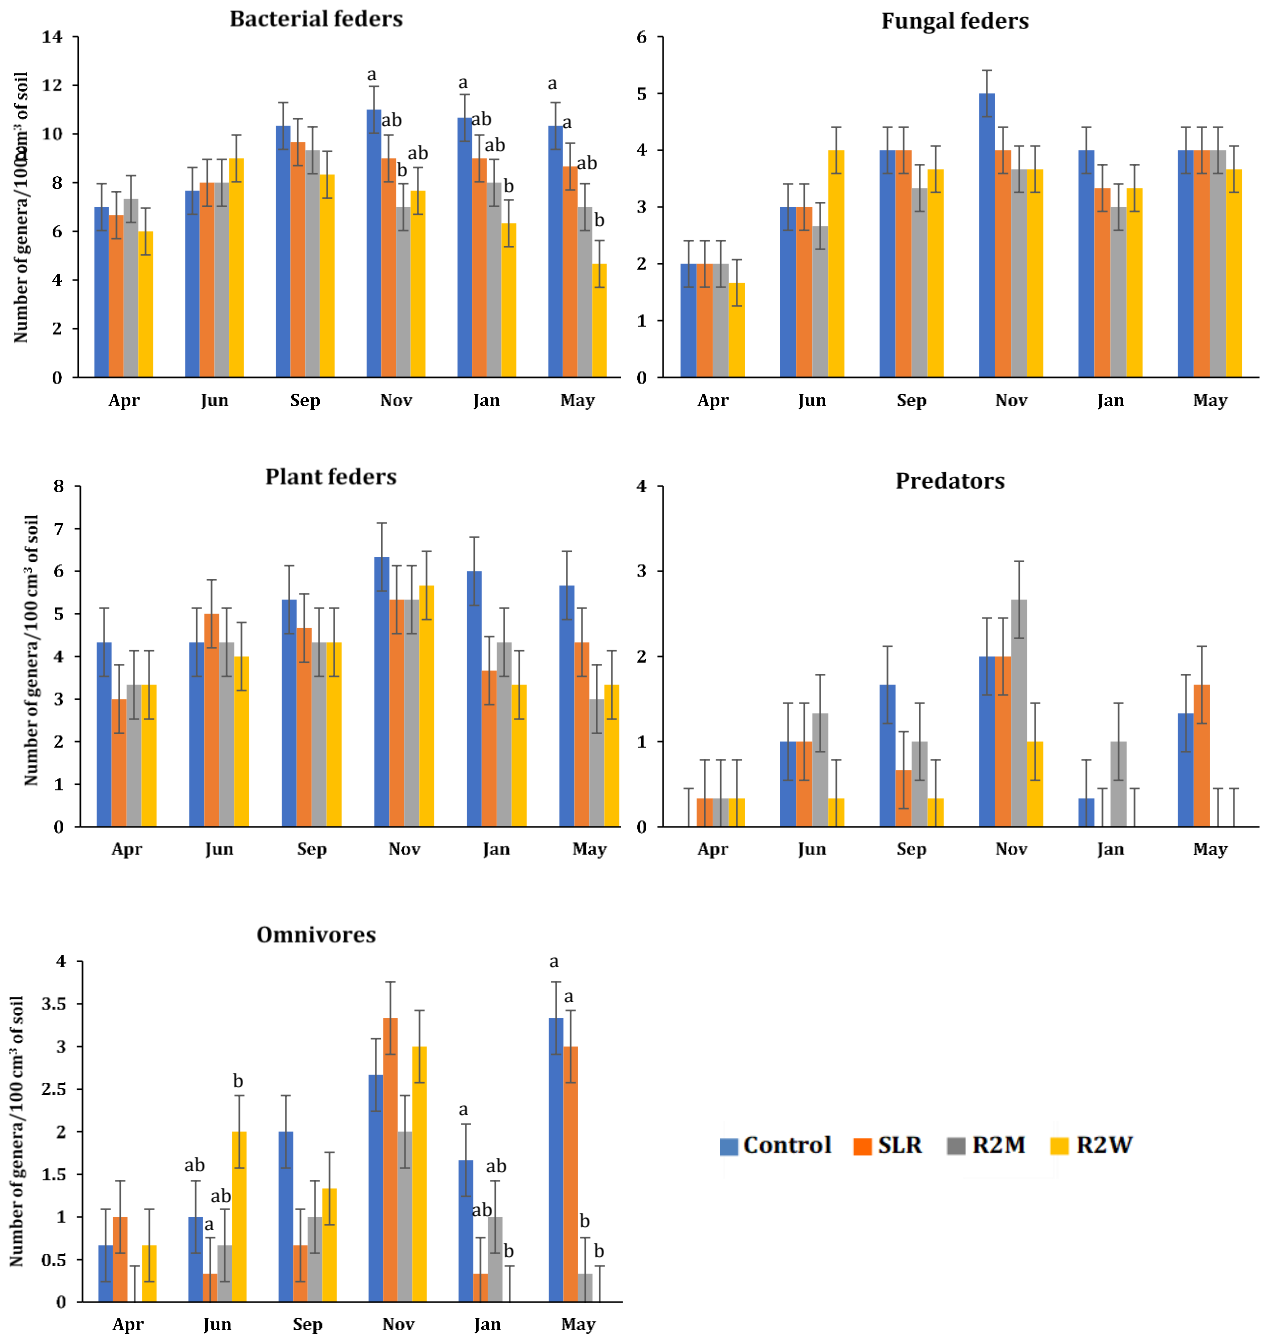 Bacterial feders
Number of genera/100 cm³ of soil
14
12
10
8
6
4
2
0
a
ab
b
ab
a
ab
ab
b
a
a
ab
b
Apr Jun Sep Nov Jan May
Fungal feders
6
5
4
3
2
1
0
Apr Jun Sep Nov Jan May
Plant feders
Number of genera/100 cm³ of soil
8
7
6
5
4
3
2
1
0
Apr Jun Sep Nov Jan May
Predators
4
3
2
1
0
Apr Jun Sep Nov Jan May
Omnivores
Number of genera/100 cm³ of soil
4
3.5
3
2.5
2
1.5
1
0.5
0
ab
a
ab
b
a
ab
ab
b
a
a
b
b
Apr Jun Sep Nov Jan May
Control SLR R2M R2W